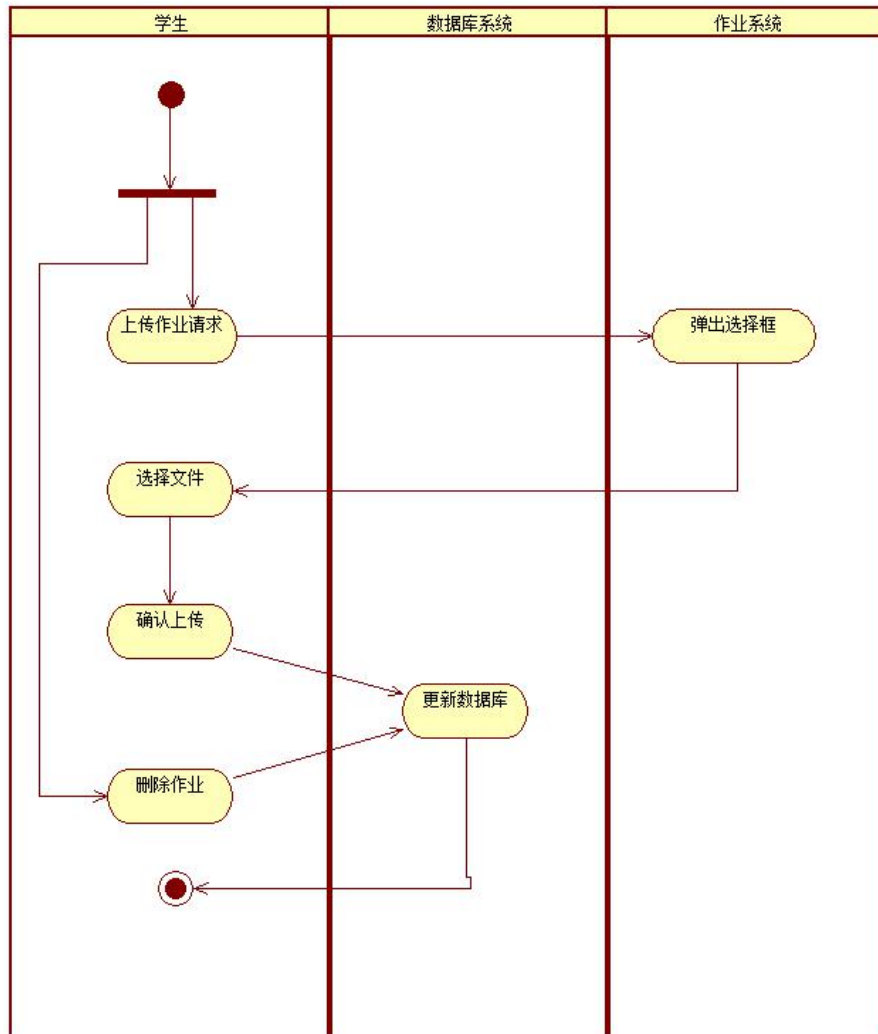 学生
数据库系统
作业系统
上传作业请求
弹出选择框
选择文件
确认上传
更新数据库
删除作业